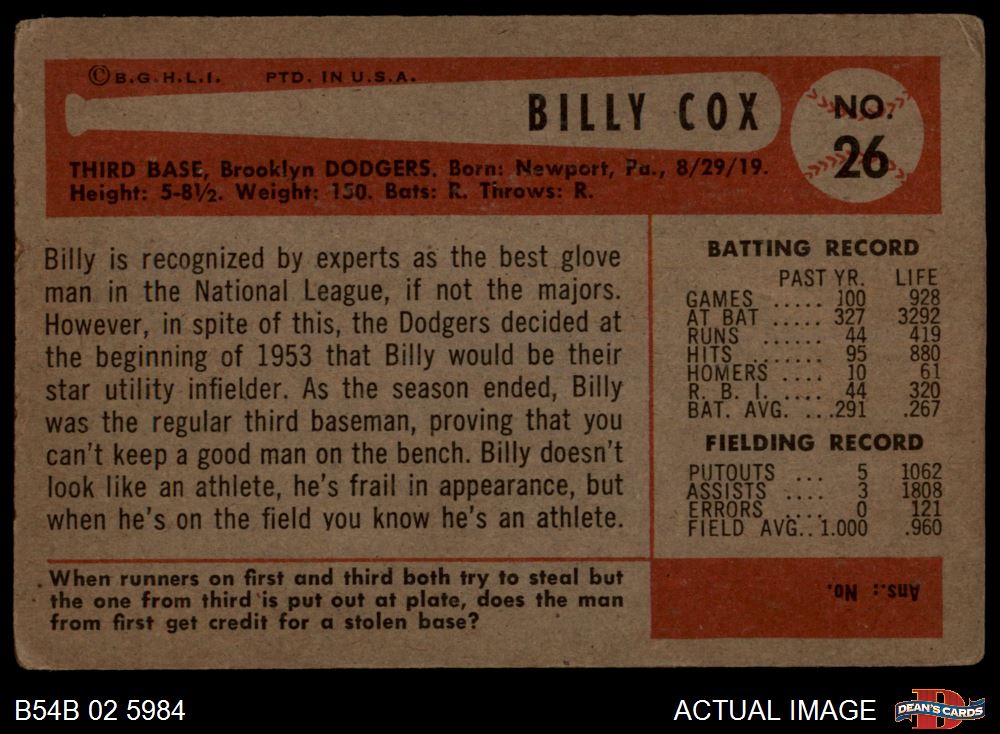 ©B.G.H.L.I. PTD. IN U.S.A.
BILLY COX
NO.
26
THIRD BASE, Brooklyn DODGERS. Born: Newport, Pa., 8/29/19.
Height: 5-8½. Weight: 150. Bats: R. Throws: R.
Billy is recognized by experts as the best glove
man in the National League, if not the majors.
However, in spite of this, the Dodgers decided at
the beginning of 1953 that Billy would be their
star utility infielder. As the season ended, Billy
was the regular third baseman, proving that you
can't keep a good man on the bench. Billy doesn't
look like an athlete, he's frail in appearance, but
when he's on the field you know he's an athlete.
BATTING RECORD
PAST YR. LIFE
GAMES ..... 100 928
AT BAT ..... 327 3292
RUNS ...... 44 419
HITS ....... 95 880
HOMERS .... 10 61
R. B. I. ..... 44 320
BAT. AVG. ... .291 .267
FIELDING RECORD
PUTOUTS ... 5 1062
ASSISTS .... 3 1808
ERRORS .... 0 121
FIELD AVG.. 1.000 .960
When runners on first and third both try to steal but
the one from third is put out at plate, does the man
from first get credit for a stolen base?
Ans.: No.
B54B 02 5984
ACTUAL IMAGE
D
DEAN'S CARDS